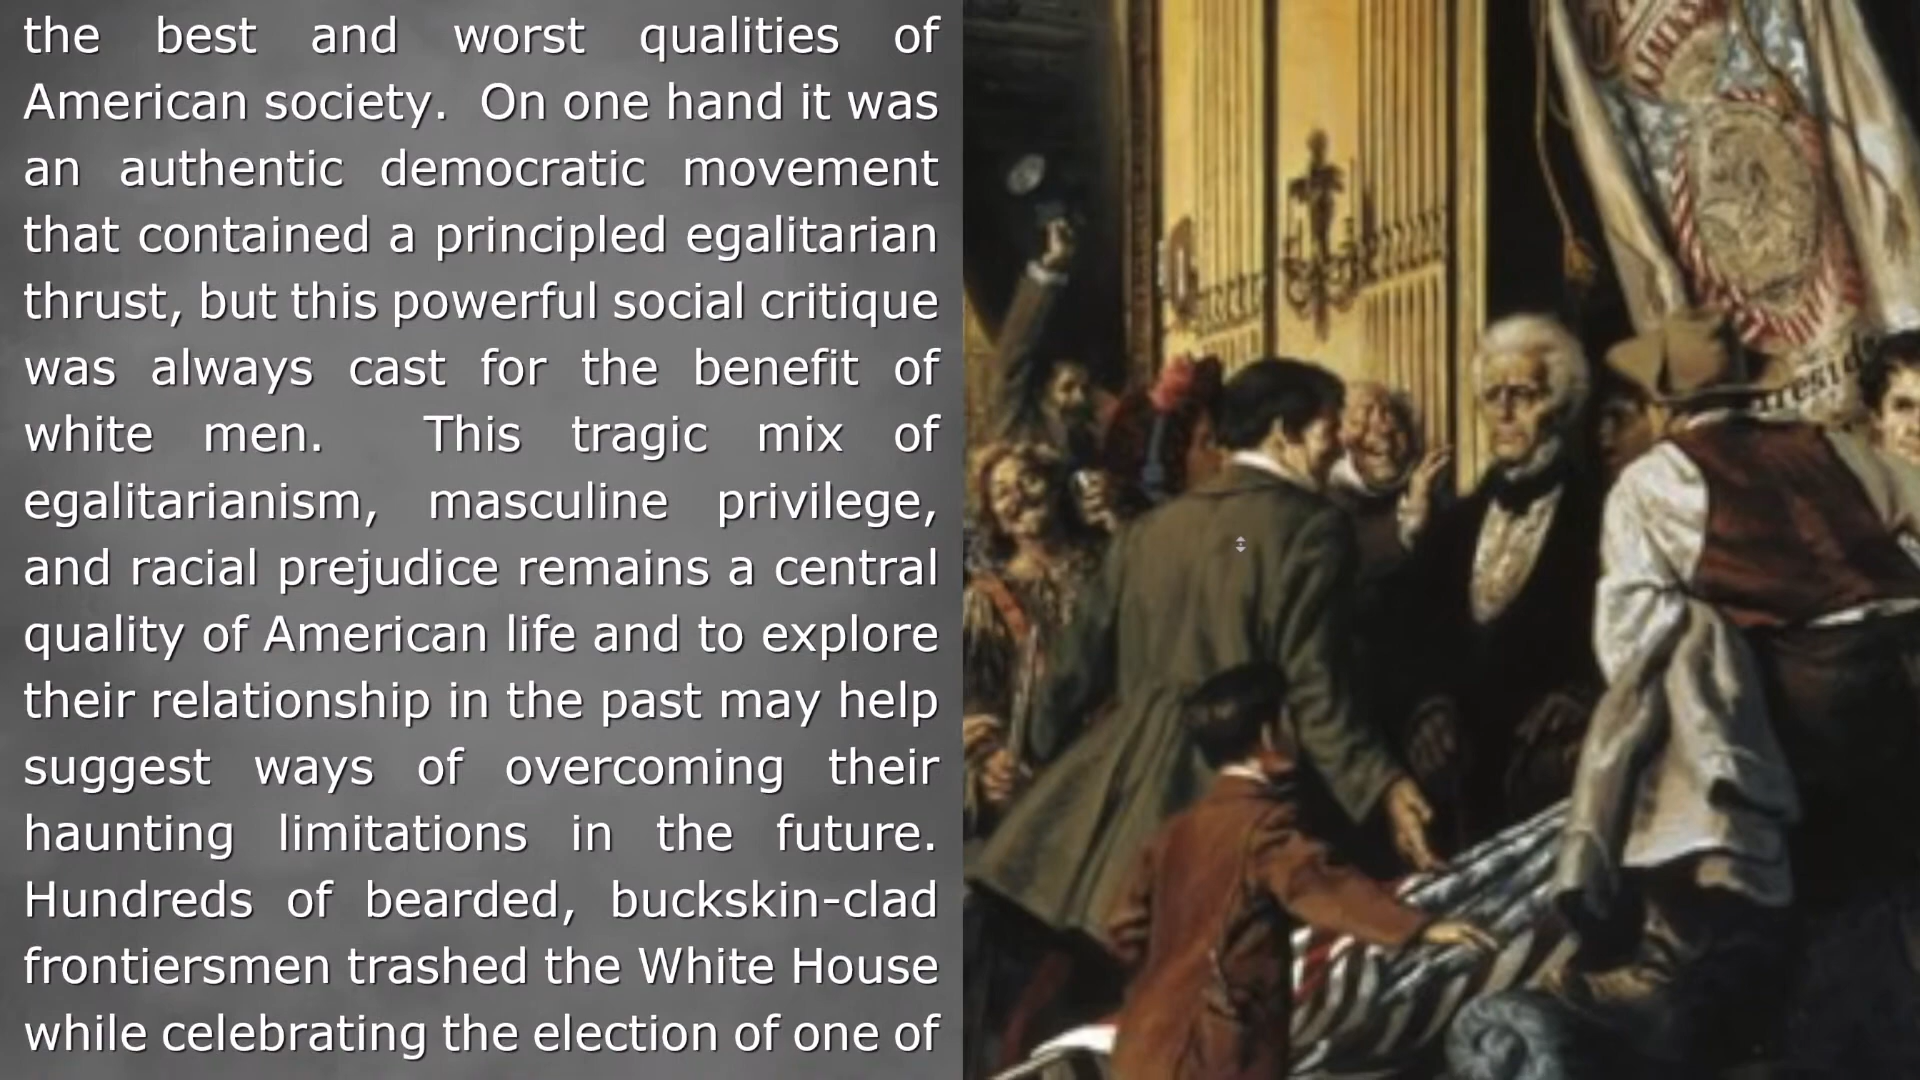 the best and worst qualities of
American society.  On one hand it was
an authentic democratic movement
that contained a principled egalitarian
thrust, but this powerful social critique
was always cast for the benefit of
white men.  This tragic mix of
egalitarianism, masculine privilege,
and racial prejudice remains a central
quality of American life and to explore
their relationship in the past may help
suggest ways of overcoming their
haunting limitations in the future.
Hundreds of bearded, buckskin-clad
frontiersmen trashed the White House
while celebrating the election of one of